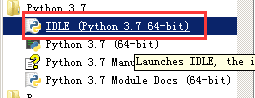 Python 3.7
IDLE (Python 3.7 64-bit)
Python 3.7 (64-bit)
Python 3.7 Manu
Launches IDLE, the i
Python 3.7 Module Docs (64-bit)